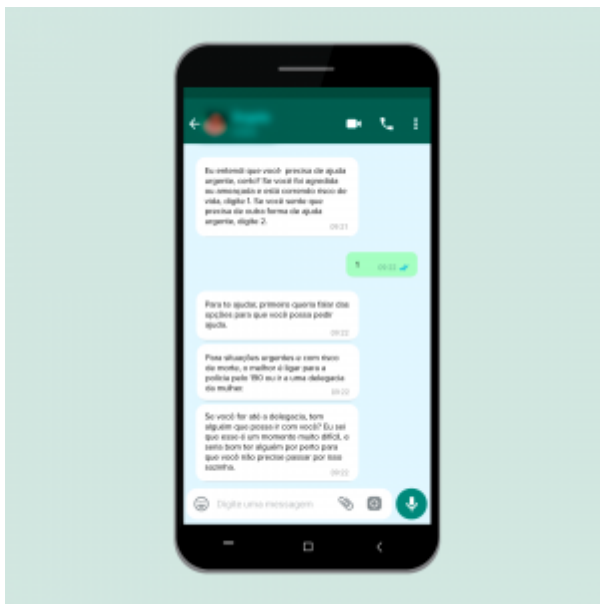 Eu entendi que você precisa de ajuda
urgente, certo? Se você foi agredida
ou ameaçada e está correndo risco de
vida, digite 1. Se você sente que
precisa de outra forma de ajuda
urgente, digite 2.
09:21
1
09:22
Para te ajudar, primeiro queria falar das
opções para que você possa pedir
ajuda.
09:22
Para situações urgentes e com risco
de morte, o melhor é ligar para a
polícia pelo 190 ou ir a uma delegacia
da mulher.
09:22
Se você for até a delegacia, tem
alguém que possa ir com você? Eu sei
que esse é um momento muito difícil, e
seria bom ter alguém por perto para
que você não precise passar por isso
sozinha.
09:22
Digite uma mensagem